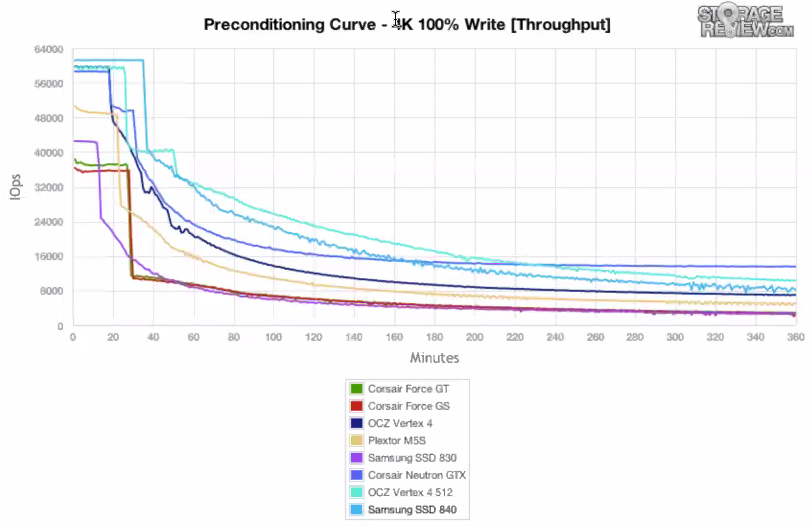 Preconditioning Curve - 4K 100% Write [Throughput]
STORAGE
REVIEW.COM
64000
56000
48000
40000
32000
24000
16000
8000
0
IOps
0 20 40 60 80 100 120 140 160 180 200 220 240 260 280 300 320 340 360
Minutes
Corsair Force GT
Corsair Force GS
OCZ Vertex 4
Plextor M5S
Samsung SSD 830
Corsair Neutron GTX
OCZ Vertex 4 512
Samsung SSD 840